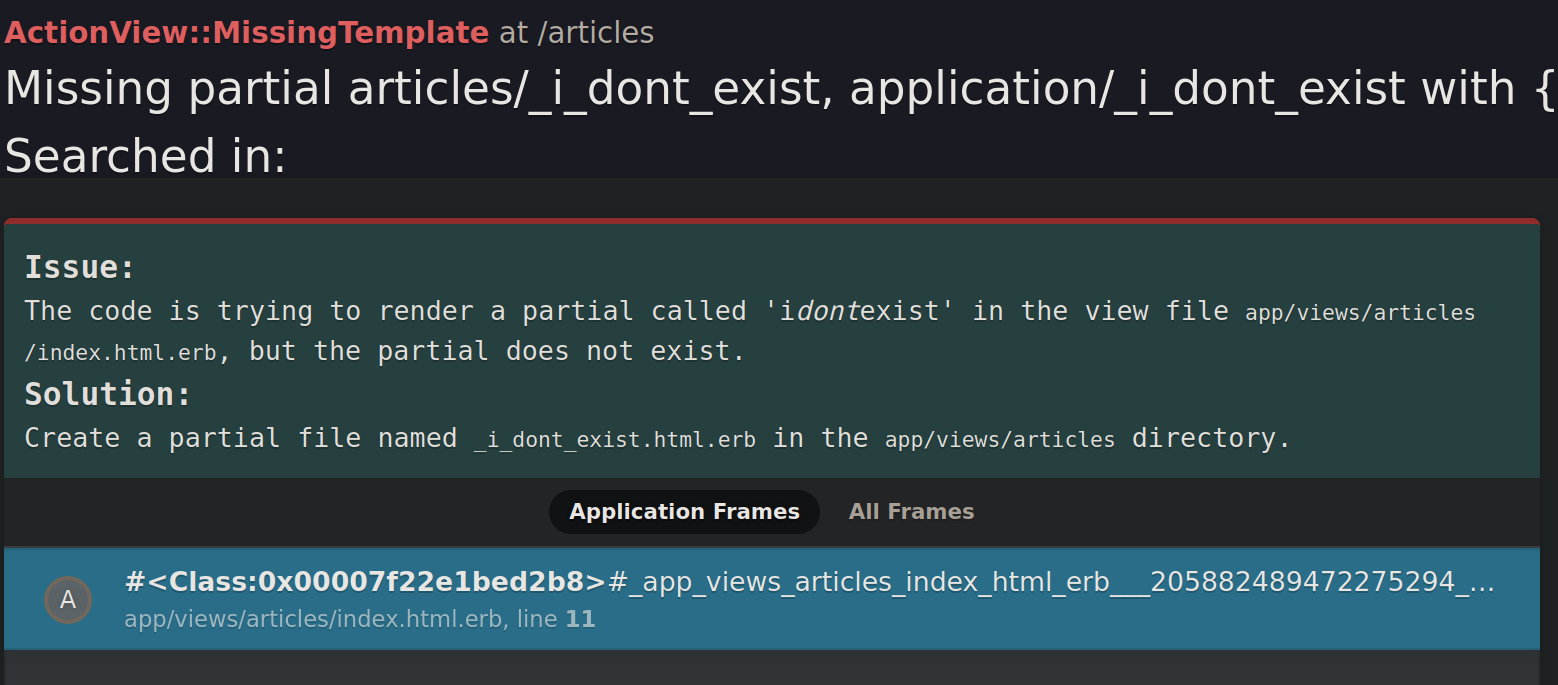 ActionView::MissingTemplate at /articles
Missing partial articles/_i_dont_exist, application/_i_dont_exist with {
Searched in:
Issue:
The code is trying to render a partial called 'idontexist' in the view file app/views/articles
/index.html.erb, but the partial does not exist.
Solution:
Create a partial file named _i_dont_exist.html.erb in the app/views/articles directory.
Application Frames All Frames
A
#<Class:0x00007f22e1bed2b8>#_app_views_articles_index_html_erb___205882489472275294_…
app/views/articles/index.html.erb, line 11